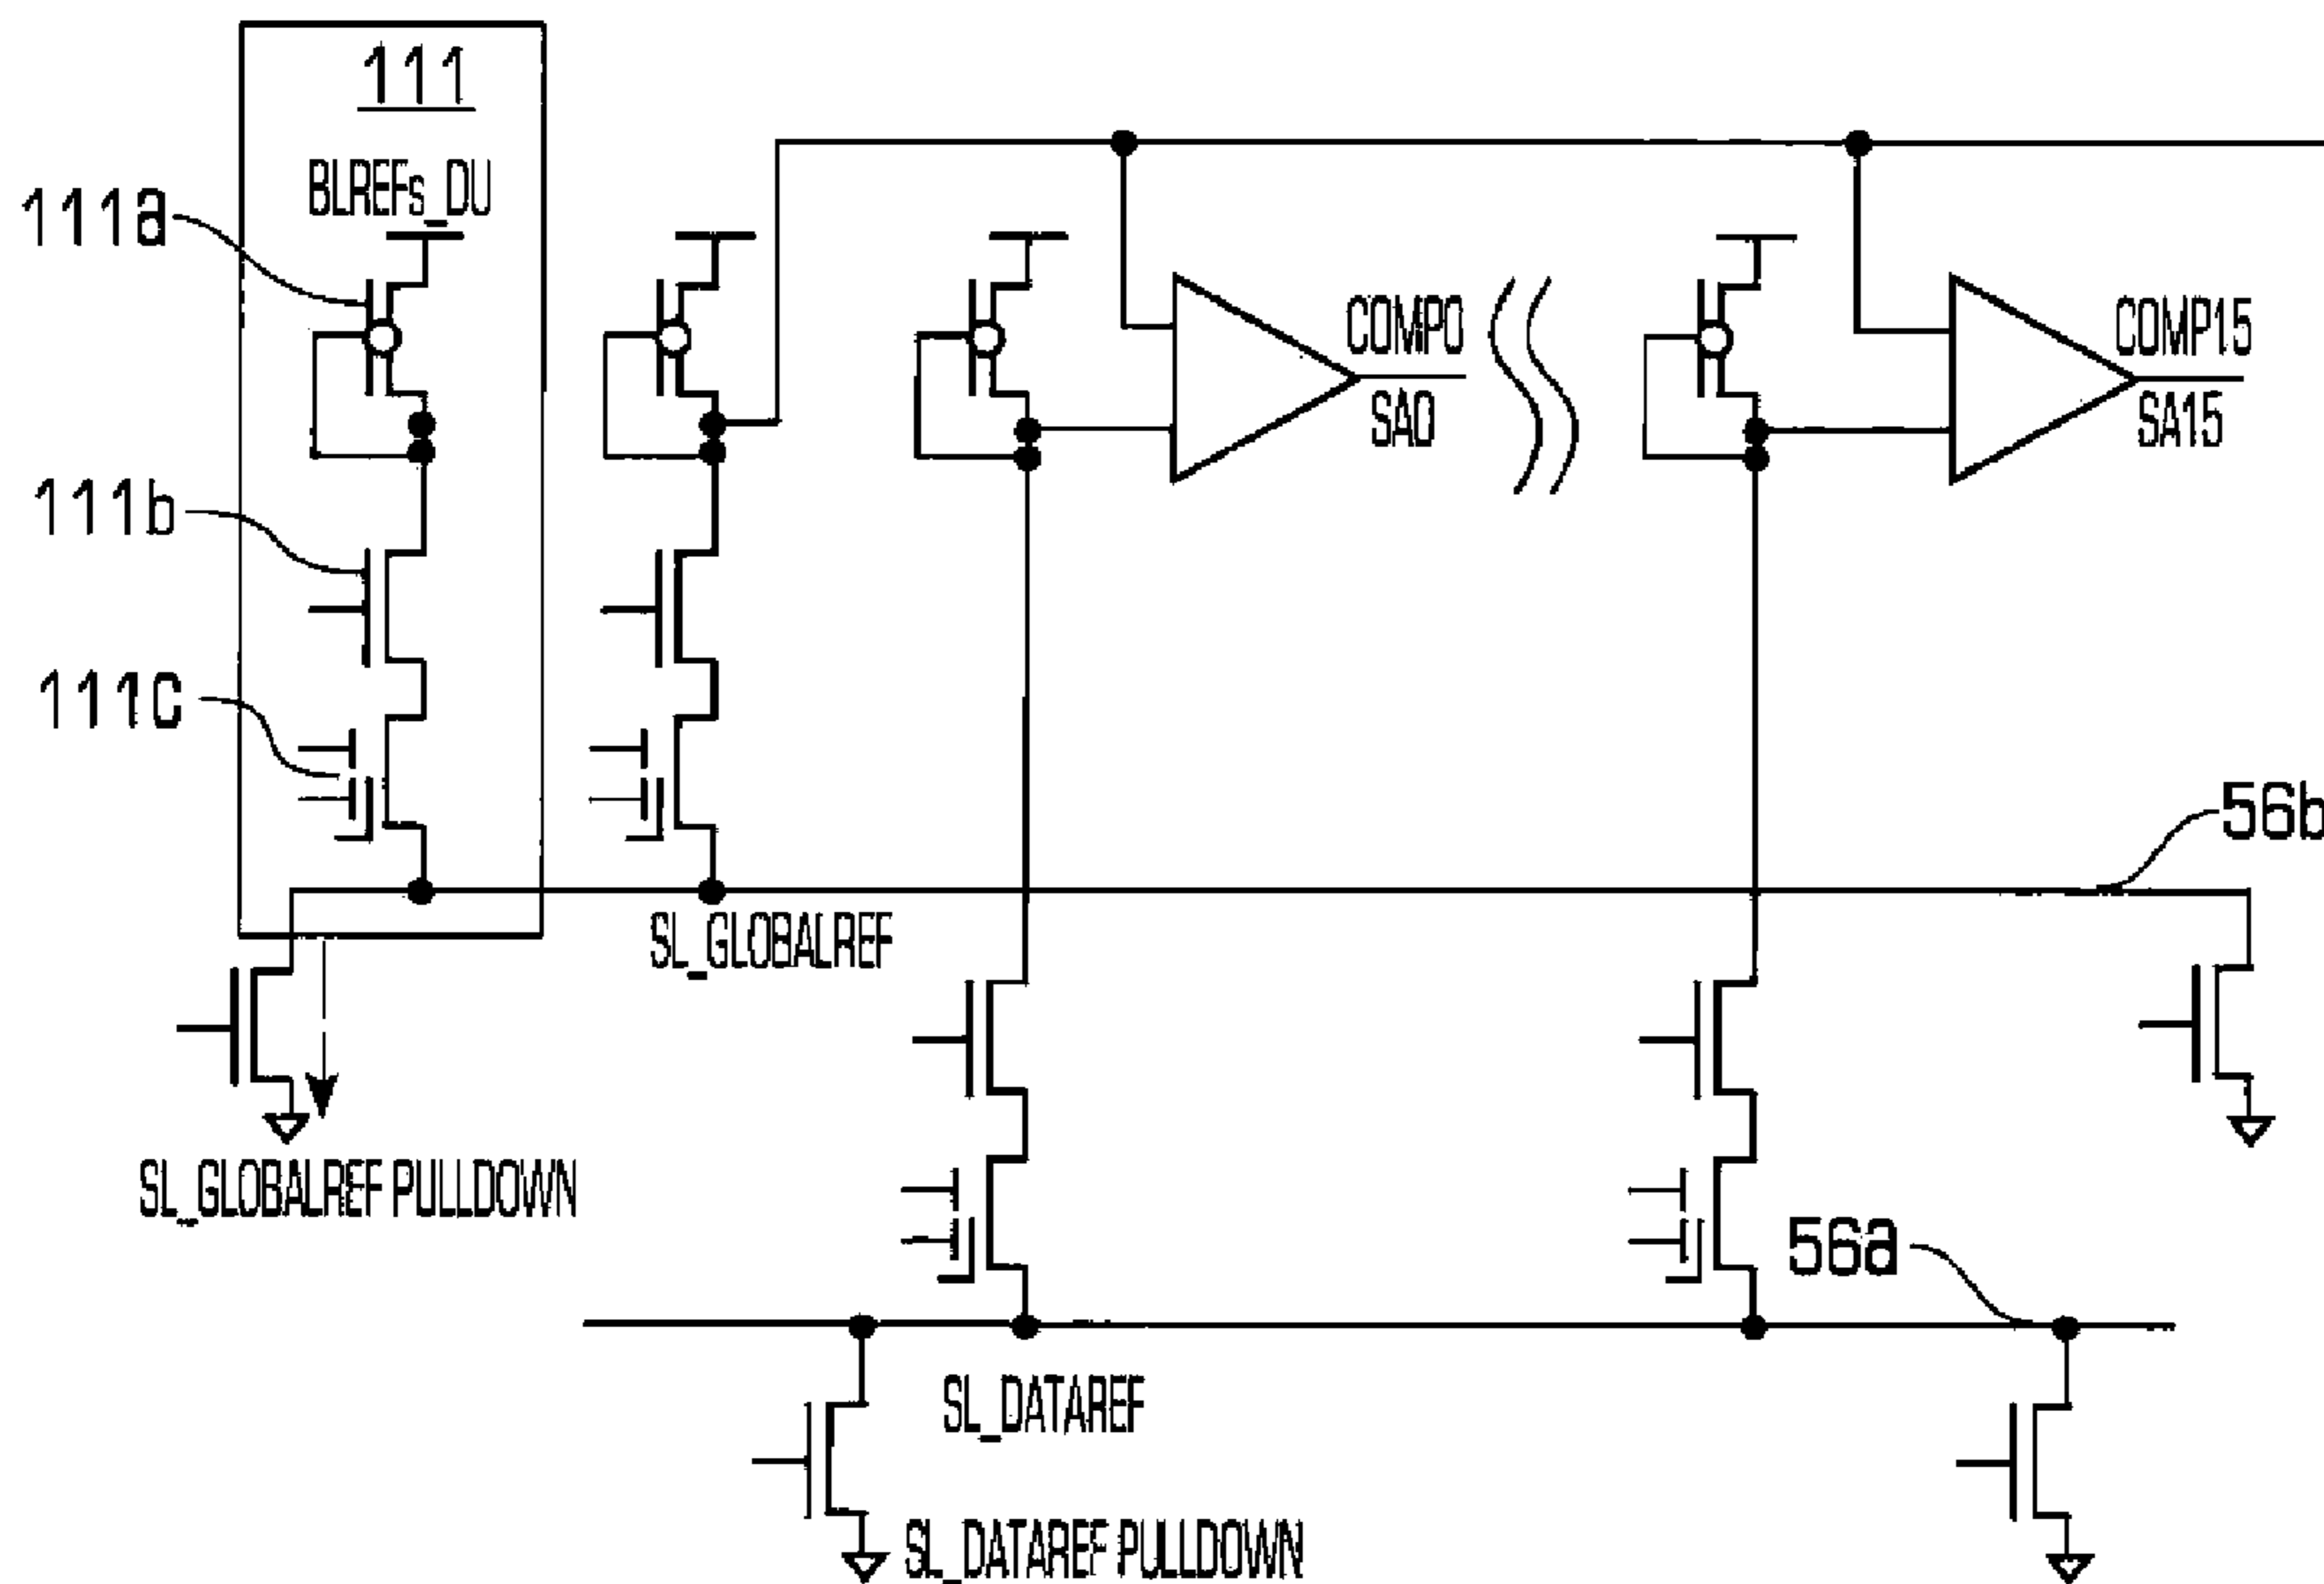 111
BLREFs_DU
111a
111b
111c
COMP0
SA0
COMP15
SA15
56b
SL_GLOBALREF
SL_GLOBALREF PULLDOWN
56a
SL_DATAREF
SL_DATAREF PULLDOWN